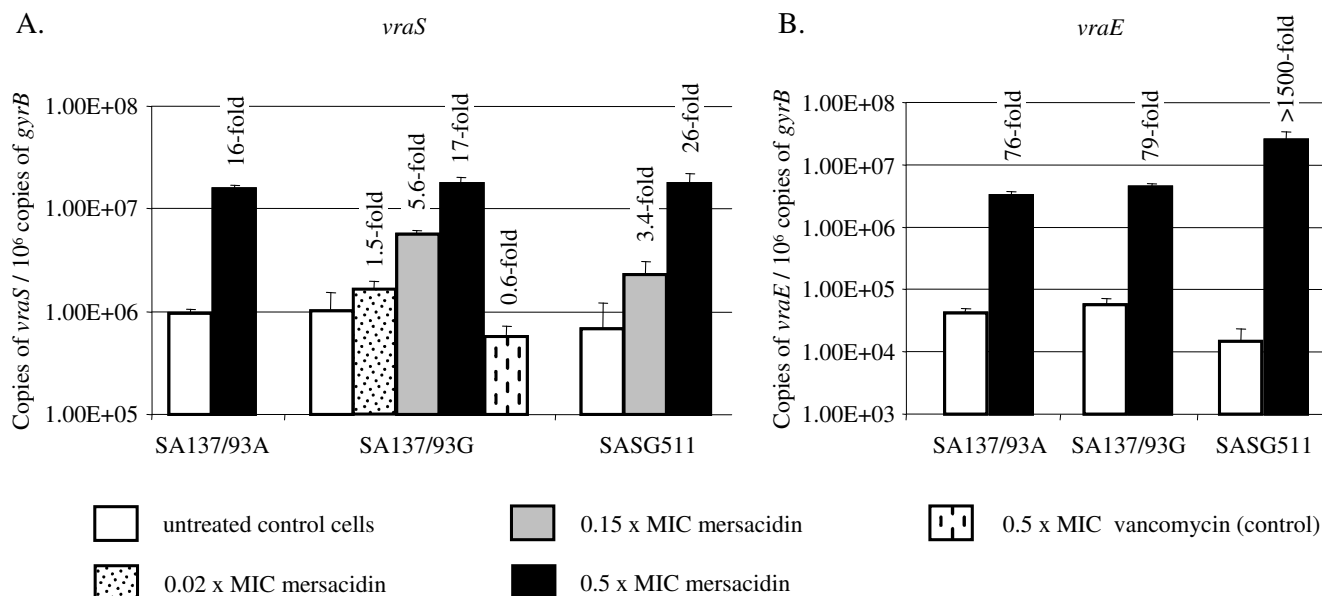 A.
vraS
Copies of vraS / 10⁶ copies of gyrB
1.00E+08
1.00E+07
1.00E+06
1.00E+05
16-fold
1.5-fold
5.6-fold
17-fold
0.6-fold
3.4-fold
26-fold
SA137/93A
SA137/93G
SASG511
B.
vraE
Copies of vraE / 10⁶ copies of gyrB
1.00E+08
1.00E+07
1.00E+06
1.00E+05
1.00E+04
1.00E+03
76-fold
79-fold
>1500-fold
SA137/93A
SA137/93G
SASG511
untreated control cells
0.15 x MIC mersacidin
0.5 x MIC vancomycin (control)
0.02 x MIC mersacidin
0.5 x MIC mersacidin